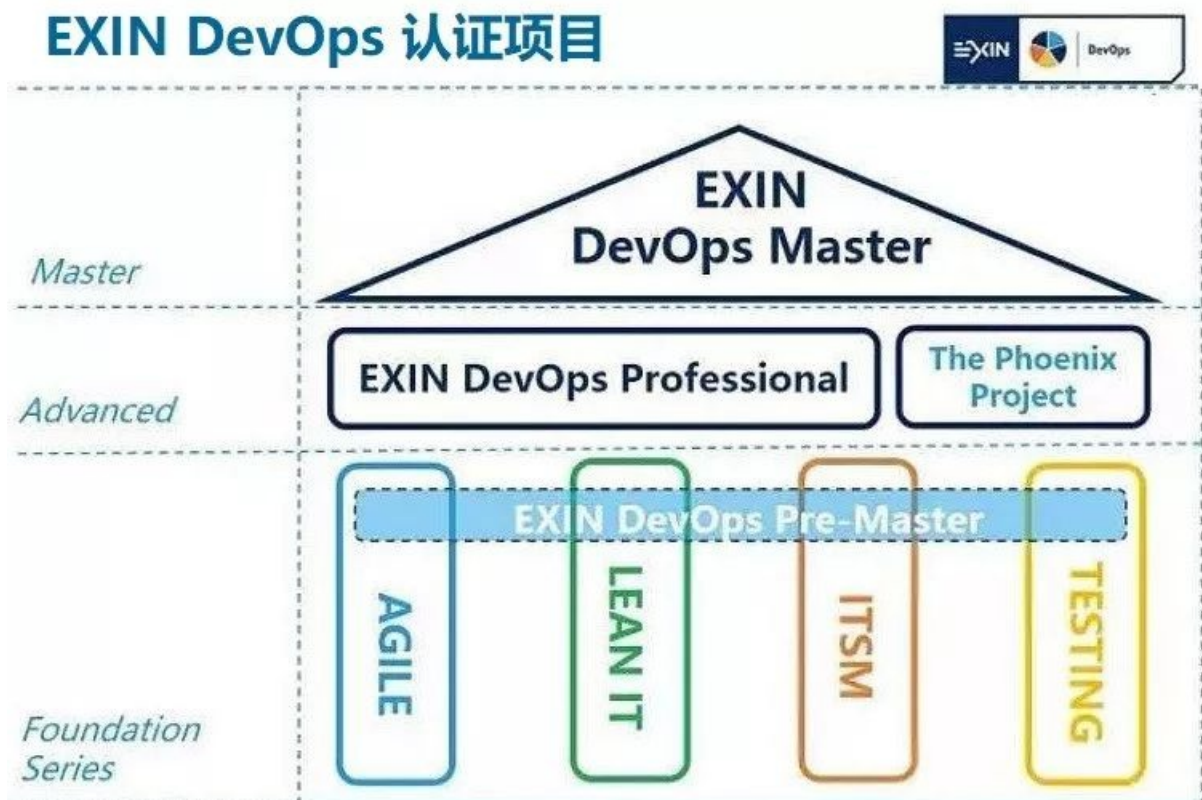 EXIN DevOps 认证项目
EXIN
DevOps
EXIN
DevOps Master
Master
EXIN DevOps Professional
The Phoenix
Project
Advanced
EXIN DevOps Pre-Master
AGILE
LEAN IT
ITSM
TESTING
Foundation
Series